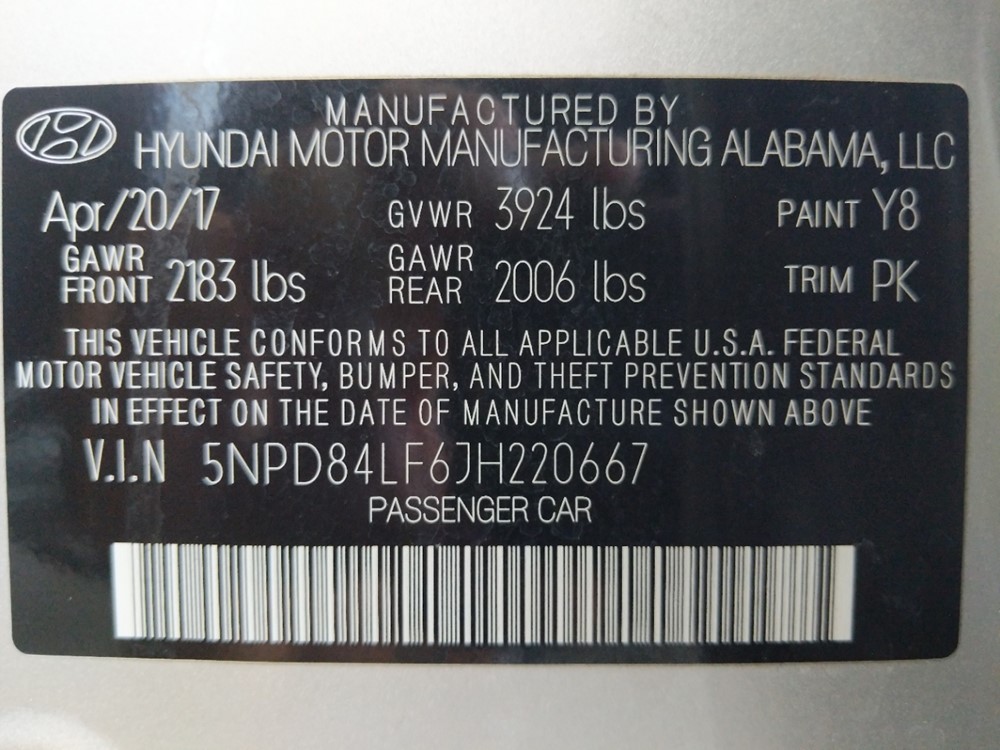 MANUFACTURED BY
HYUNDAI MOTOR MANUFACTURING ALABAMA, LLC
Apr/20/17 GVWR 3924 lbs PAINT Y8
GAWR FRONT 2183 lbs GAWR REAR 2006 lbs TRIM PK
THIS VEHICLE CONFORMS TO ALL APPLICABLE U.S.A. FEDERAL
MOTOR VEHICLE SAFETY, BUMPER, AND THEFT PREVENTION STANDARDS
IN EFFECT ON THE DATE OF MANUFACTURE SHOWN ABOVE
V.I.N 5NPD84LF6JH220667
PASSENGER CAR